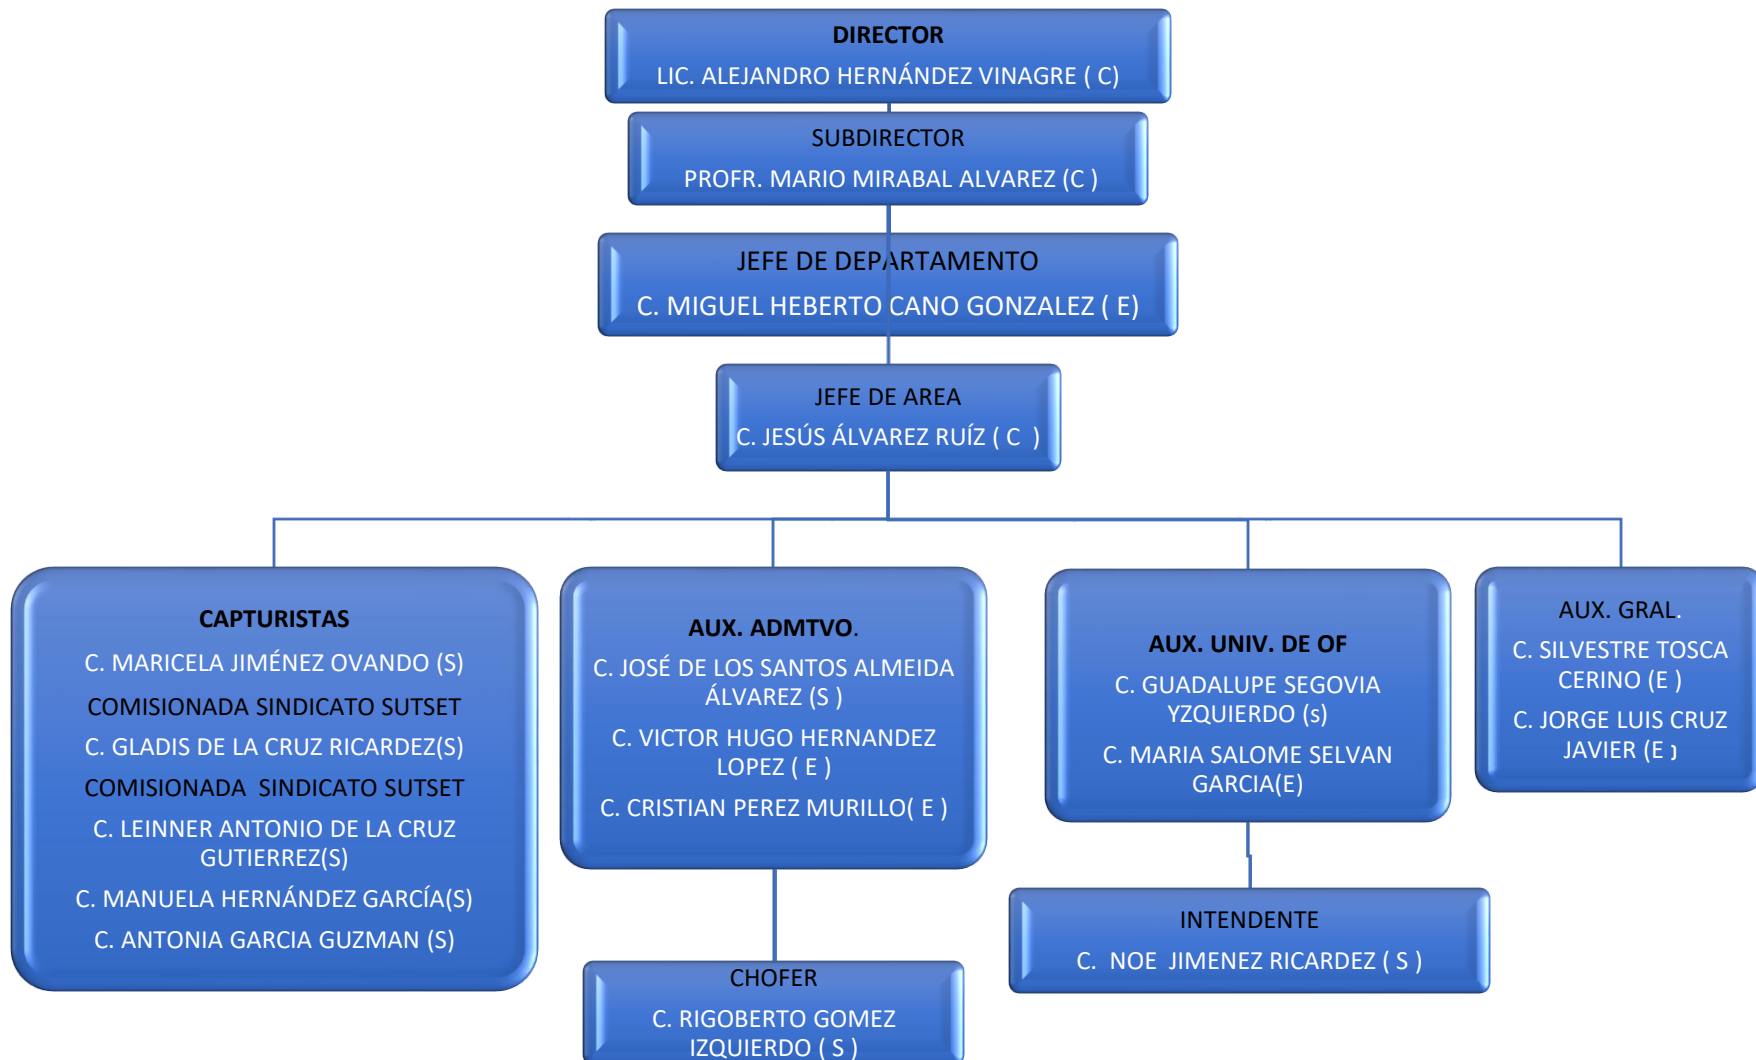 DIRECTOR
LIC. ALEJANDRO HERNÁNDEZ VINAGRE ( C)
SUBDIRECTOR
PROFR. MARIO MIRABAL ALVAREZ (C )
JEFE DE DEPARTAMENTO
C. MIGUEL HEBERTO CANO GONZALEZ ( E)
JEFE DE AREA
C. JESÚS ÁLVAREZ RUÍZ ( C )
CAPTURISTAS
C. MARICELA JIMÉNEZ OVANDO (S)
COMISIONADA SINDICATO SUTSET
C. GLADIS DE LA CRUZ RICARDEZ(S)
COMISIONADA SINDICATO SUTSET
C. LEINNER ANTONIO DE LA CRUZ
GUTIERREZ(S)
C. MANUELA HERNÁNDEZ GARCÍA(S)
C. ANTONIA GARCIA GUZMAN (S)
AUX. ADMTVO.
C. JOSÉ DE LOS SANTOS ALMEIDA
ÁLVAREZ (S )
C. VICTOR HUGO HERNANDEZ
LOPEZ ( E )
C. CRISTIAN PEREZ MURILLO( E )
CHOFER
C. RIGOBERTO GOMEZ
IZQUIERDO ( S )
AUX. UNIV. DE OF
C. GUADALUPE SEGOVIA
YZQUIERDO (s)
C. MARIA SALOME SELVAN
GARCIA(E)
INTENDENTE
C. NOE JIMENEZ RICARDEZ ( S )
AUX. GRAL.
C. SILVESTRE TOSCA
CERINO (E )
C. JORGE LUIS CRUZ
JAVIER (E )